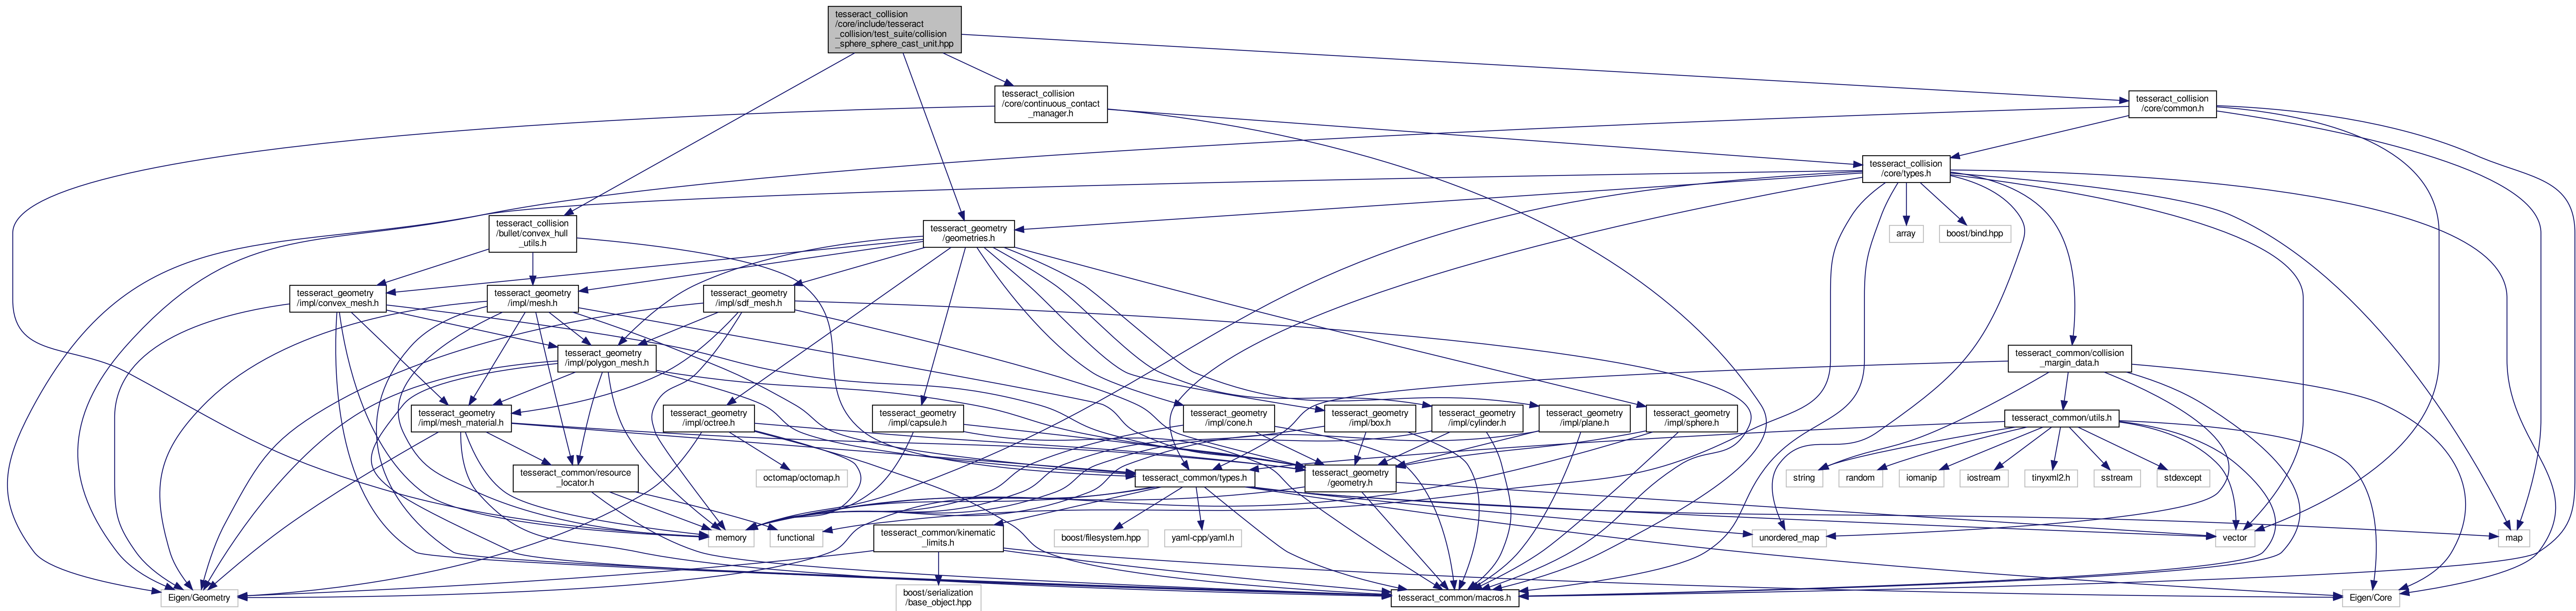 tesseract_collision
/core/include/tesseract
_collision/test_suite/collision
_sphere_sphere_cast_unit.hpp
tesseract_collision
/core/continuous_contact
_manager.h
tesseract_collision
/core/common.h
tesseract_collision
/core/types.h
tesseract_collision
/bullet/convex_hull
_utils.h
tesseract_geometry
/geometries.h
array
boost/bind.hpp
tesseract_geometry
/impl/convex_mesh.h
tesseract_geometry
/impl/mesh.h
tesseract_geometry
/impl/sdf_mesh.h
tesseract_geometry
/impl/polygon_mesh.h
tesseract_common/collision
_margin_data.h
tesseract_geometry
/impl/mesh_material.h
tesseract_geometry
/impl/octree.h
tesseract_geometry
/impl/capsule.h
tesseract_geometry
/impl/cone.h
tesseract_geometry
/impl/box.h
tesseract_geometry
/impl/cylinder.h
tesseract_geometry
/impl/plane.h
tesseract_geometry
/impl/sphere.h
tesseract_common/utils.h
tesseract_common/resource
_locator.h
octomap/octomap.h
tesseract_common/types.h
tesseract_geometry
/geometry.h
string
random
iomanip
iostream
tinyxml2.h
sstream
stdexcept
memory
functional
tesseract_common/kinematic
_limits.h
boost/filesystem.hpp
yaml-cpp/yaml.h
unordered_map
vector
map
Eigen/Geometry
boost/serialization
/base_object.hpp
tesseract_common/macros.h
Eigen/Core